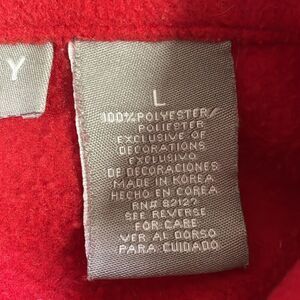 Y
L
100% POLYESTER/
POLIESTER
EXCLUSIVE OF
DECORATIONS
EXCLUSIVO
DE DECORACIONES
MADE IN KOREA
HECHO EN COREA
RN# 82127
SEE REVERSE
FOR CARE
VER AL DORSO
PARA CUIDADO